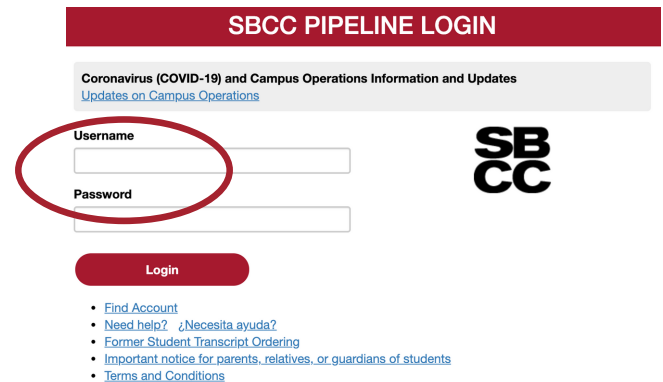 SBCC PIPELINE LOGIN
Coronavirus (COVID-19) and Campus Operations Information and Updates
Updates on Campus Operations
Username
SB
CC
Password
Login
Find Account
Need help? ¿Necesita ayuda?
Former Student Transcript Ordering
Important notice for parents, relatives, or guardians of students
Terms and Conditions